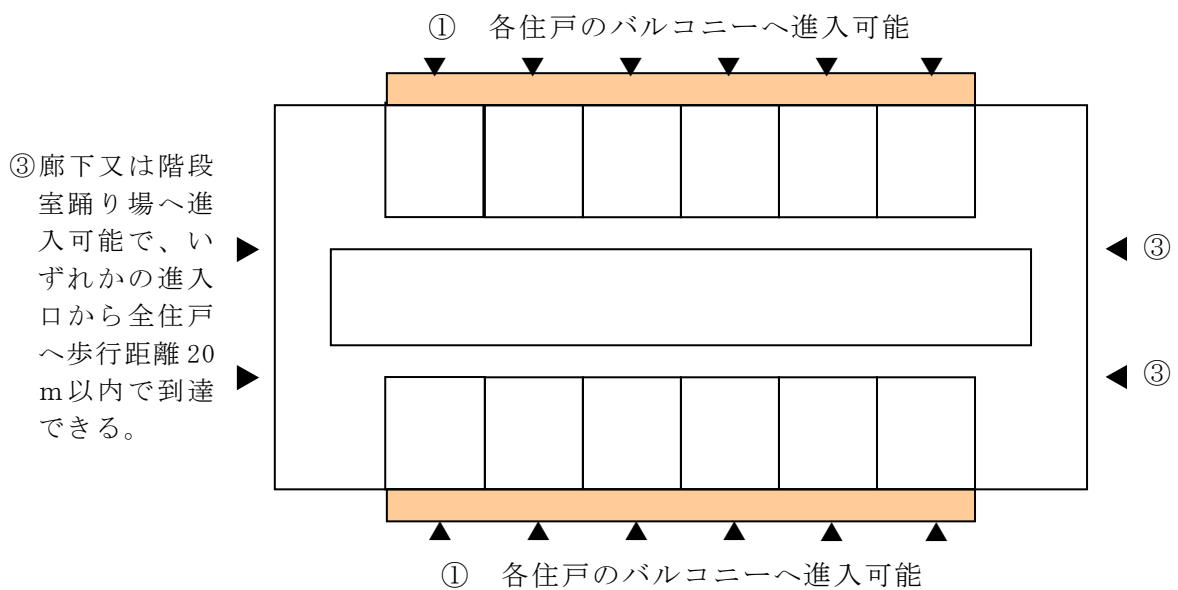 ① 各住戸のバルコニーへ進入可能
③廊下又は階段
室踊り場へ進
入可能で、い
ずれかの進入
口から全住戸
へ歩行距離20
m以内で到達
できる。
③
③
① 各住戸のバルコニーへ進入可能